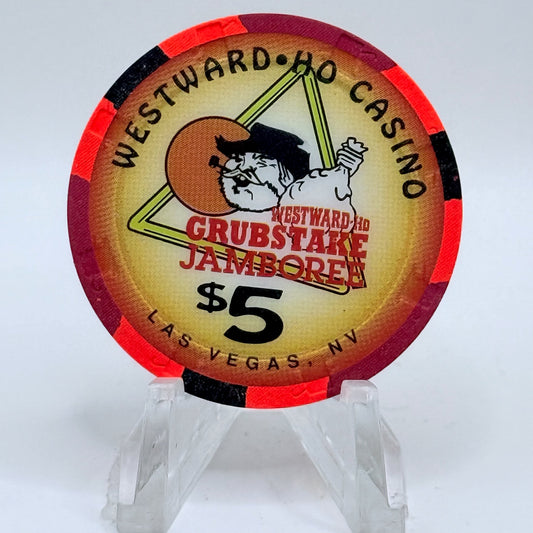 WESTWARD•HO CASINO
WESTWARD-HO
GRUBSTAKE
JAMBOREE
$5
LAS VEGAS, NV